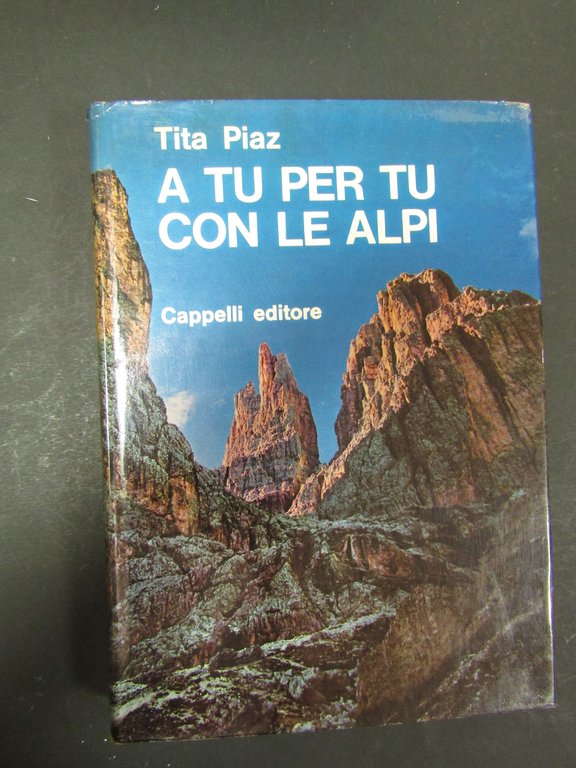 Tita Piaz
A TU PER TU
CON LE ALPI
Cappelli editore